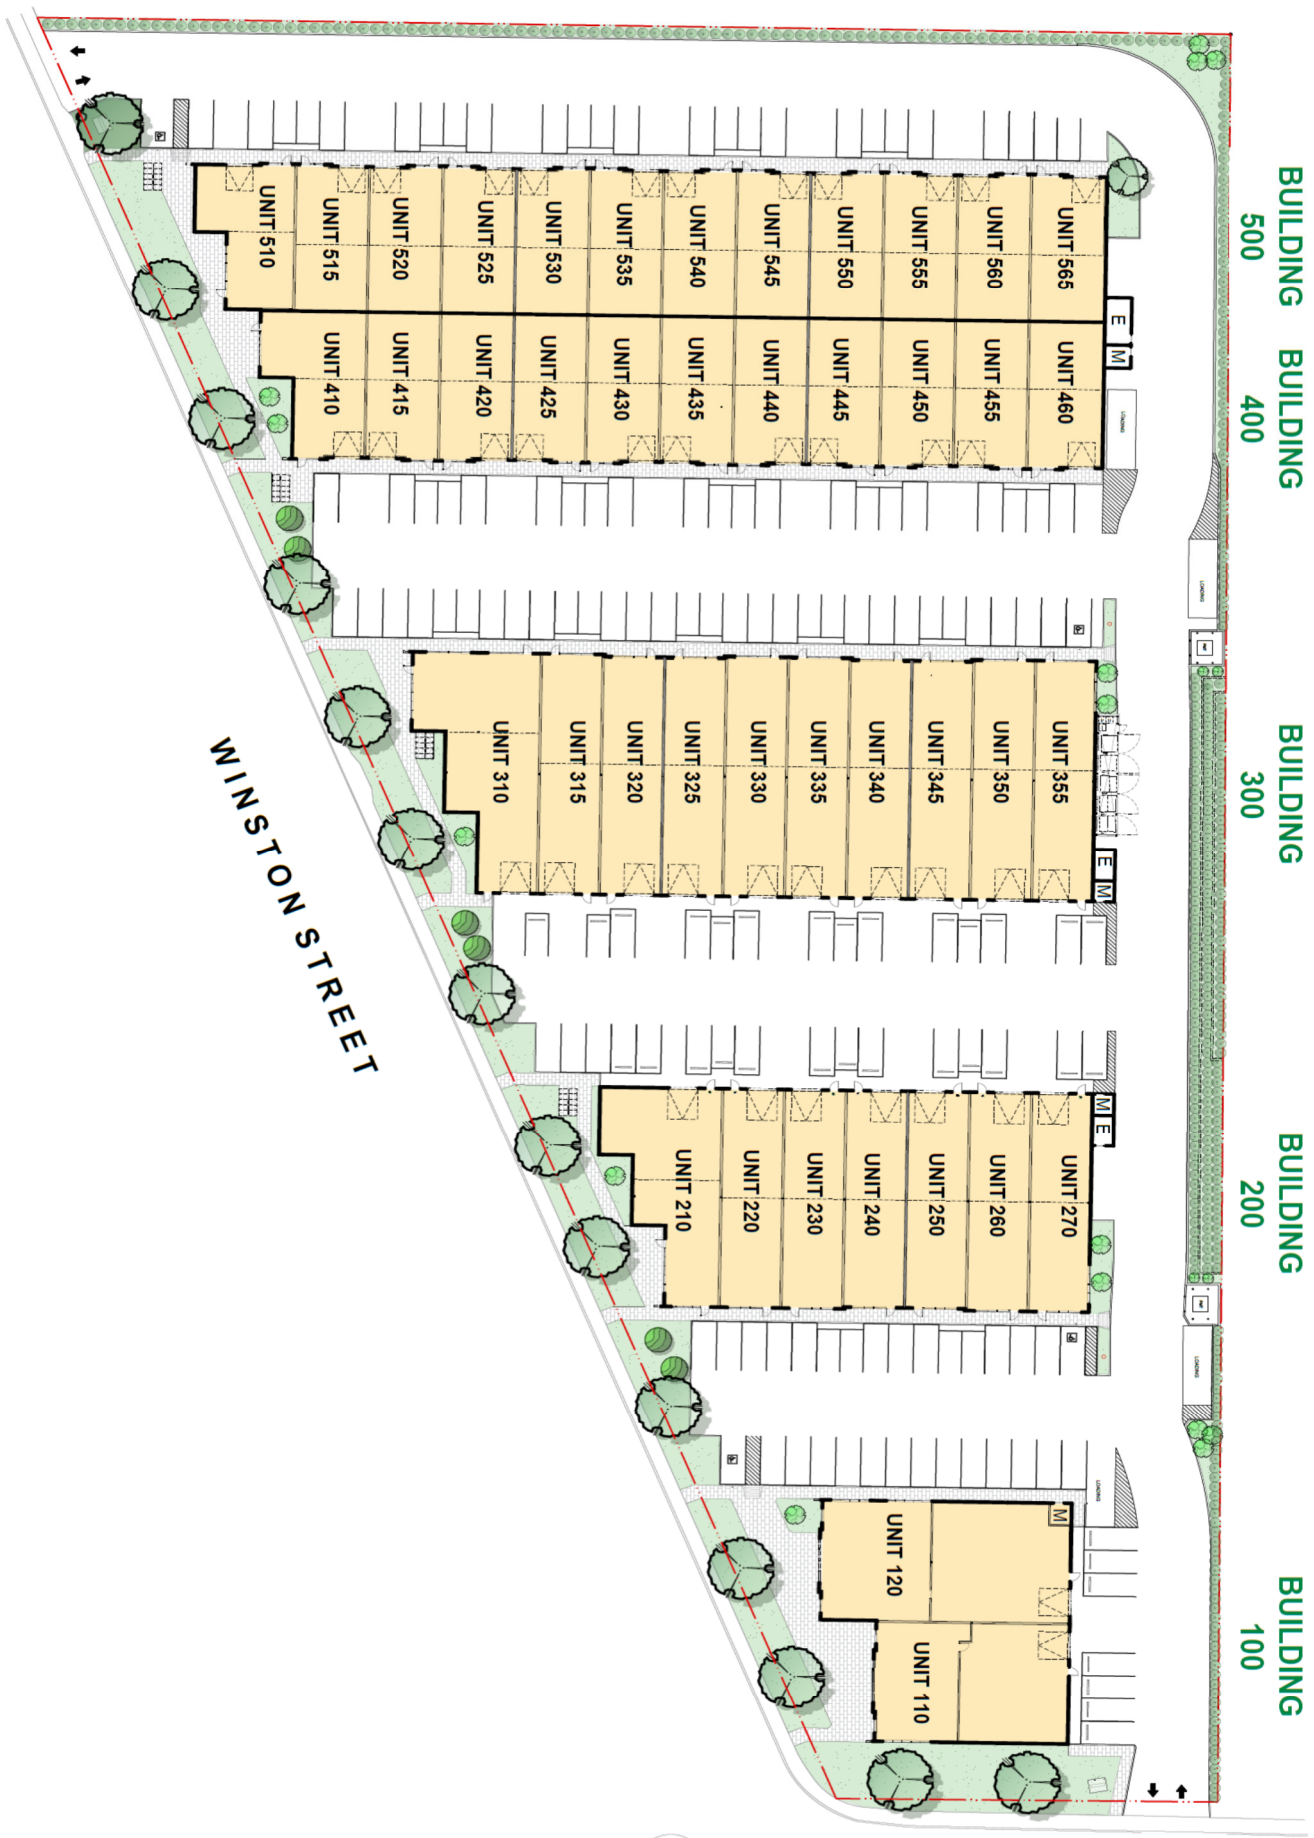 BUILDING
500
BUILDING
400
BUILDING
300
BUILDING
200
BUILDING
100
UNIT 510
UNIT 515
UNIT 520
UNIT 525
UNIT 530
UNIT 535
UNIT 540
UNIT 545
UNIT 550
UNIT 555
UNIT 560
UNIT 565
E
M
UNIT 410
UNIT 415
UNIT 420
UNIT 425
UNIT 430
UNIT 435
UNIT 440
UNIT 445
UNIT 450
UNIT 455
UNIT 460
LOADING
LOADING
UNIT 310
UNIT 315
UNIT 320
UNIT 325
UNIT 330
UNIT 335
UNIT 340
UNIT 345
UNIT 350
UNIT 355
E
M
WINSTON STREET
M
E
UNIT 210
UNIT 220
UNIT 230
UNIT 240
UNIT 250
UNIT 260
UNIT 270
LOADING
LOADING
M
UNIT 120
UNIT 110